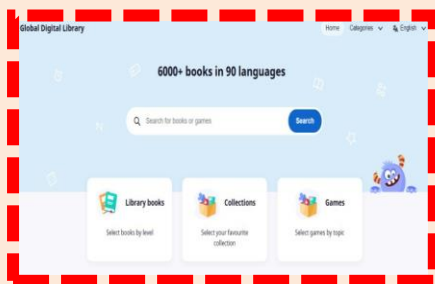 Global Digital Library
Home Categories English
6000+ books in 90 languages
Search for books or games Search
Library books
Select books by level
Collections
Select your favourite
collection
Games
Select games by topic